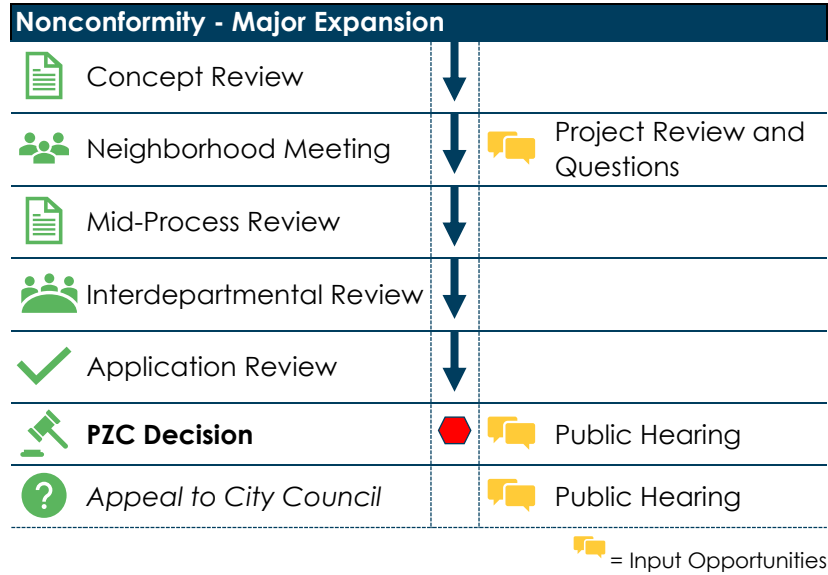 Nonconformity - Major Expansion
Concept Review
Neighborhood Meeting
Project Review and
Questions
Mid-Process Review
Interdepartmental Review
Application Review
PZC Decision
Public Hearing
?
Appeal to City Council
Public Hearing
= Input Opportunities